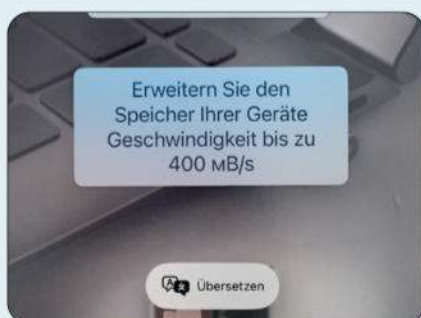 Erweitern Sie den
Speicher Ihrer Geräte
Geschwindigkeit bis zu
400 мB/s
Übersetzen